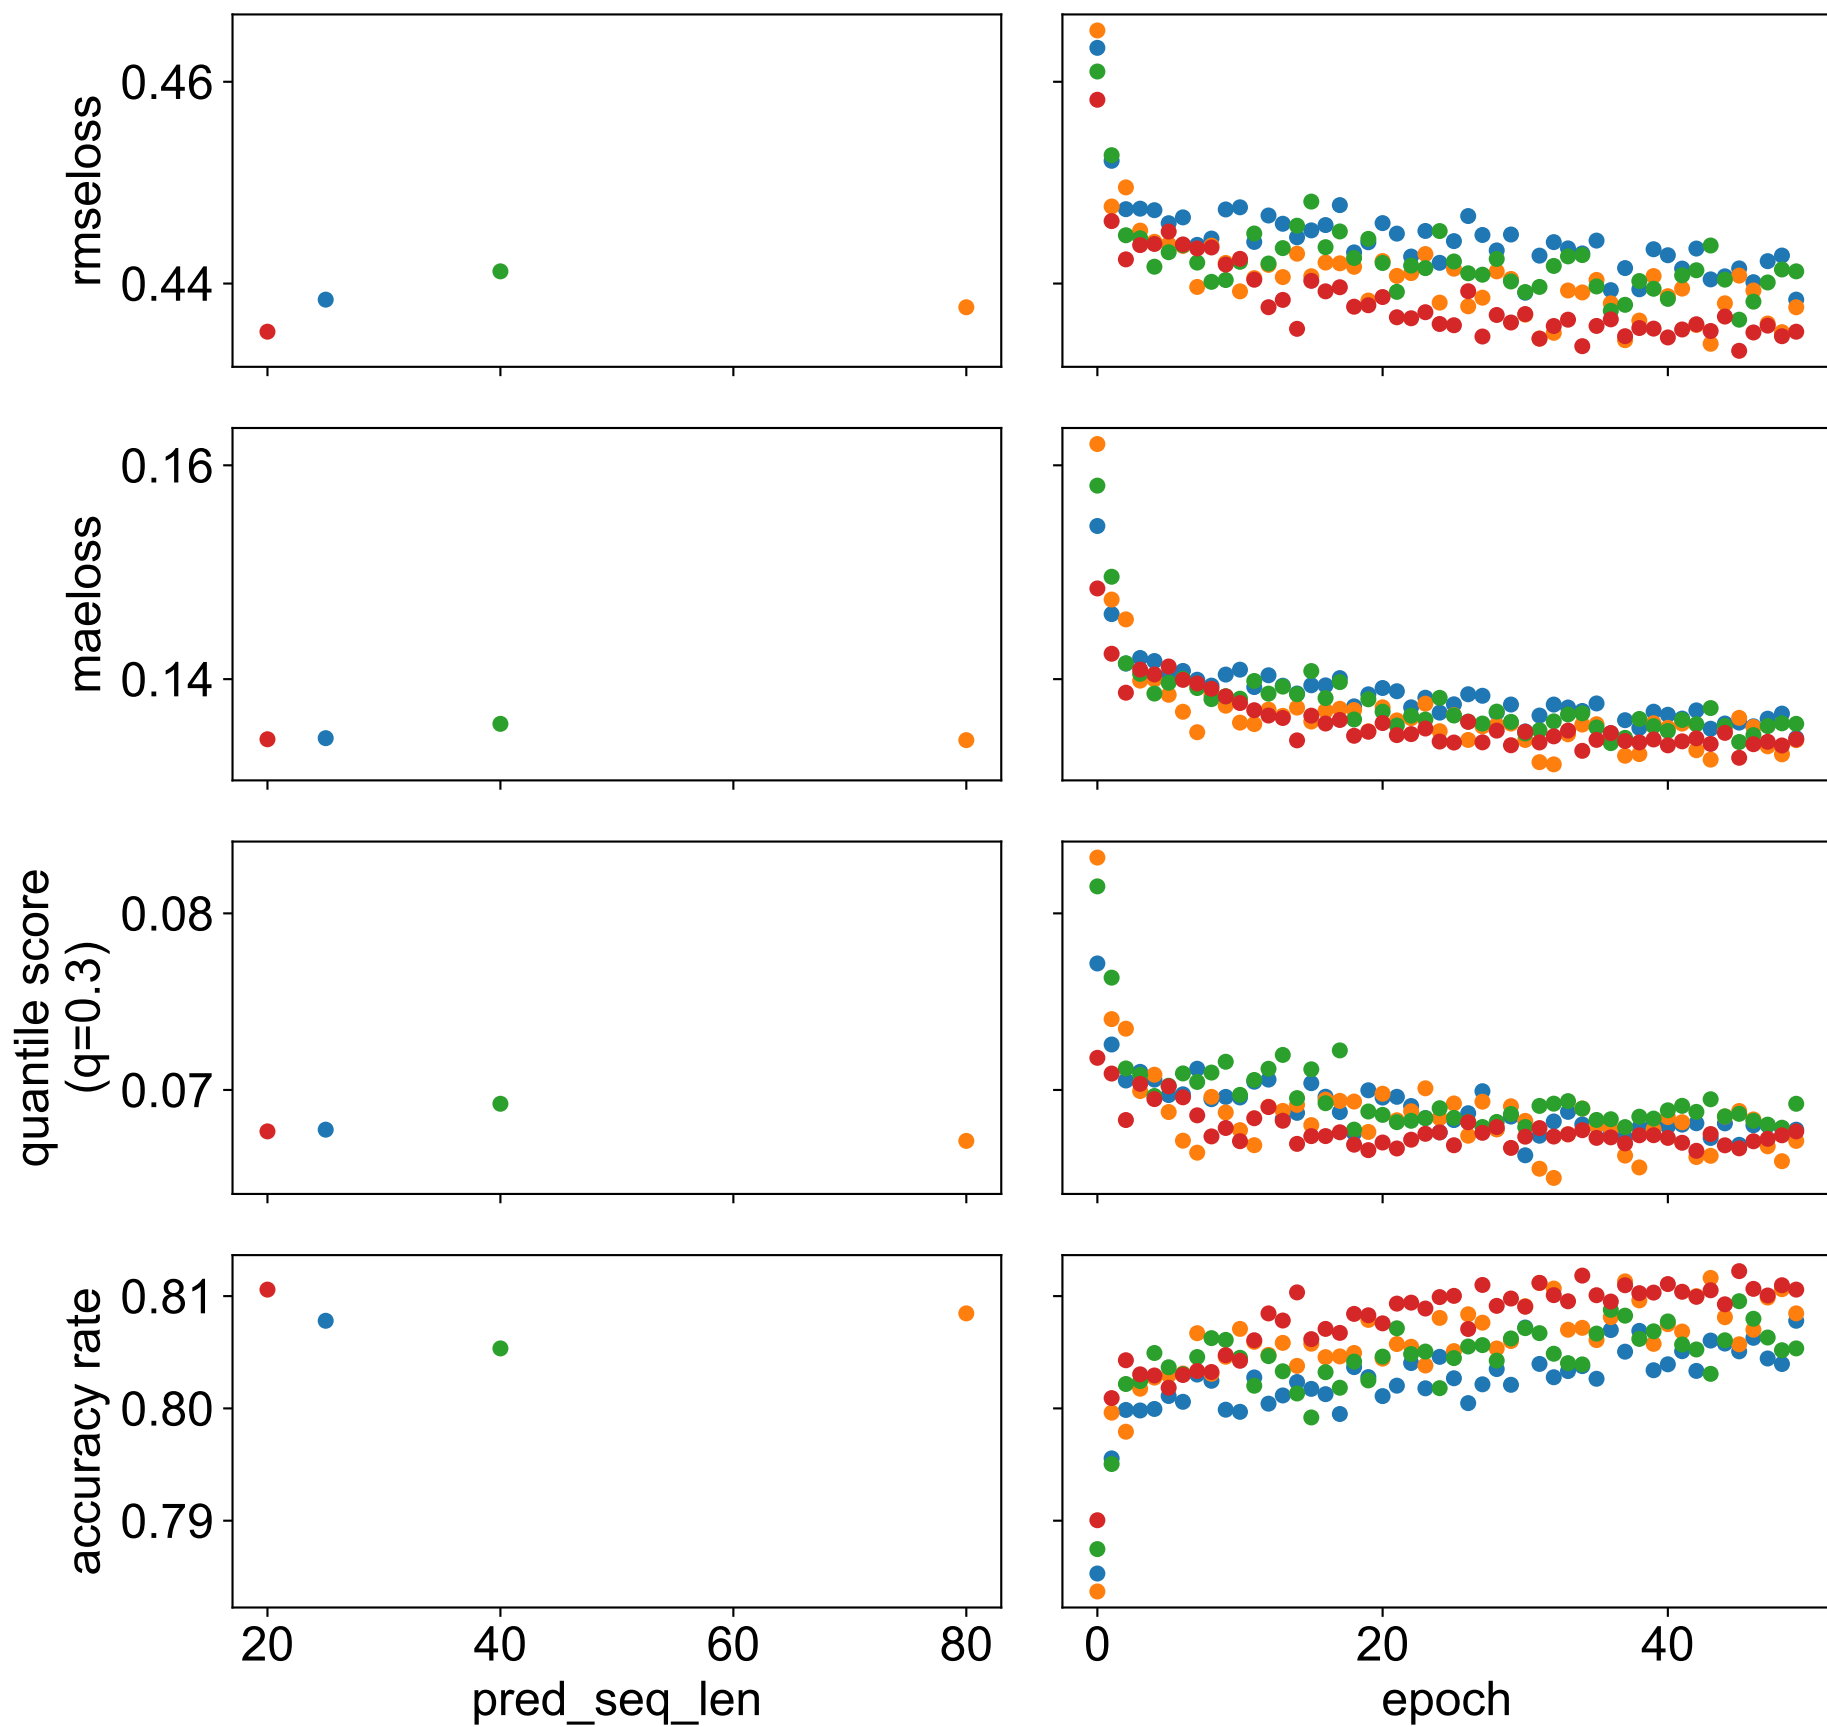 rmseloss
0.46
0.44
maeloss
0.16
0.14
quantile score
(q=0.3)
0.08
0.07
accuracy rate
0.81
0.80
0.79
20 40 60 80
0 20 40
pred_seq_len
epoch